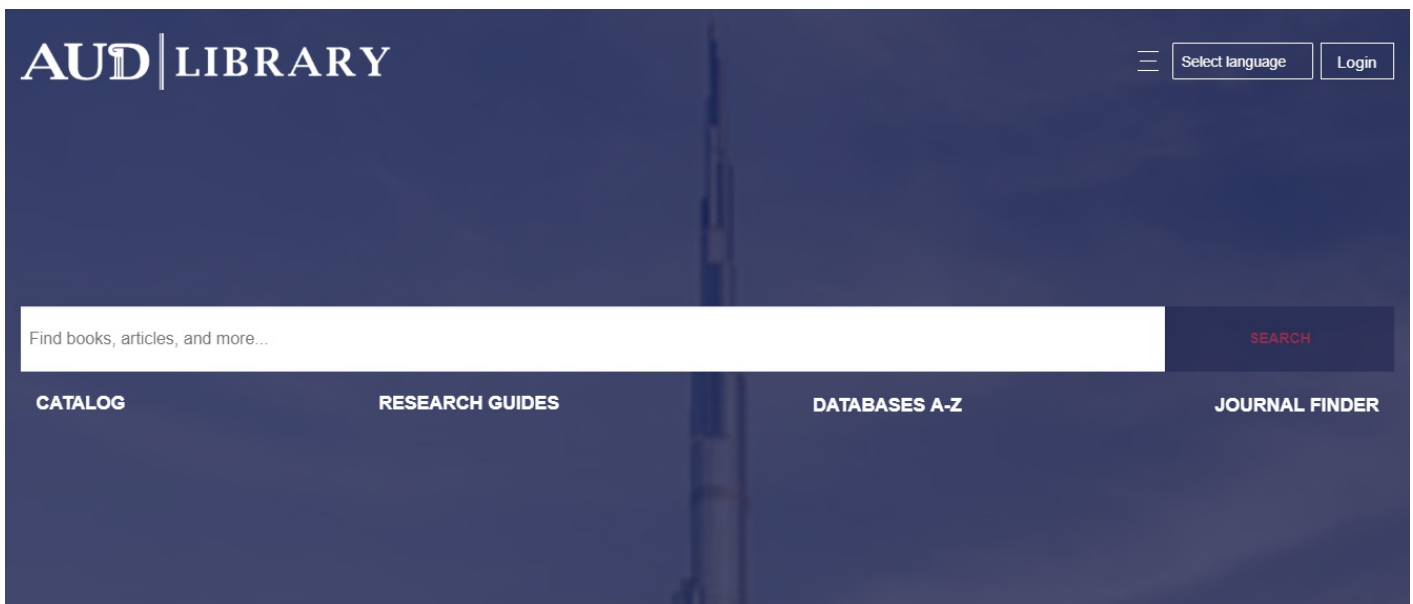 AUD LIBRARY
Select language
Login
Find books, articles, and more...
SEARCH
CATALOG
RESEARCH GUIDES
DATABASES A-Z
JOURNAL FINDER